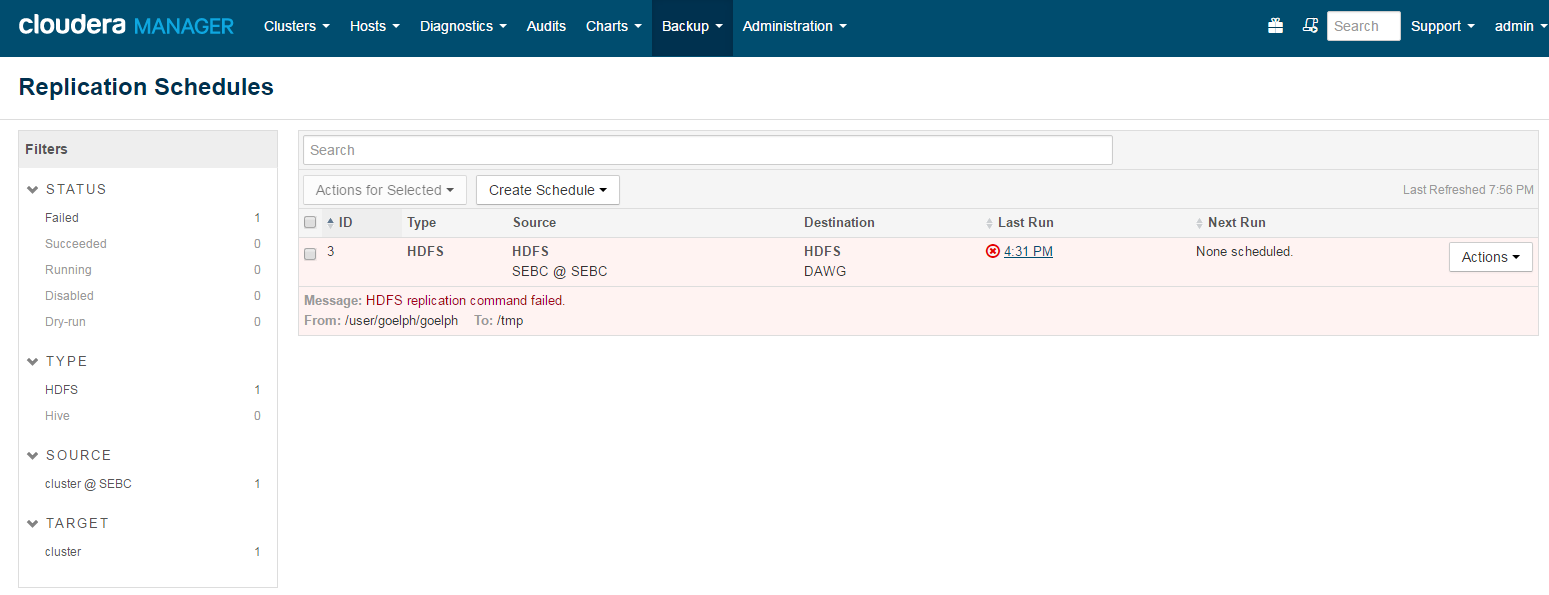 cloudera MANAGER Clusters Hosts Diagnostics Audits Charts Backup Administration Search Support admin
Replication Schedules
Filters
STATUS
Failed 1
Succeeded 0
Running 0
Disabled 0
Dry-run 0
TYPE
HDFS 1
Hive 0
SOURCE
cluster @ SEBC 1
TARGET
cluster 1
Search
Actions for Selected Create Schedule Last Refreshed 7:56 PM
ID Type Source Destination Last Run Next Run
3 HDFS HDFS HDFS 4:31 PM None scheduled. Actions
SEBC @ SEBC DAWG
Message: HDFS replication command failed.
From: /user/goelph/goelph To: /tmp